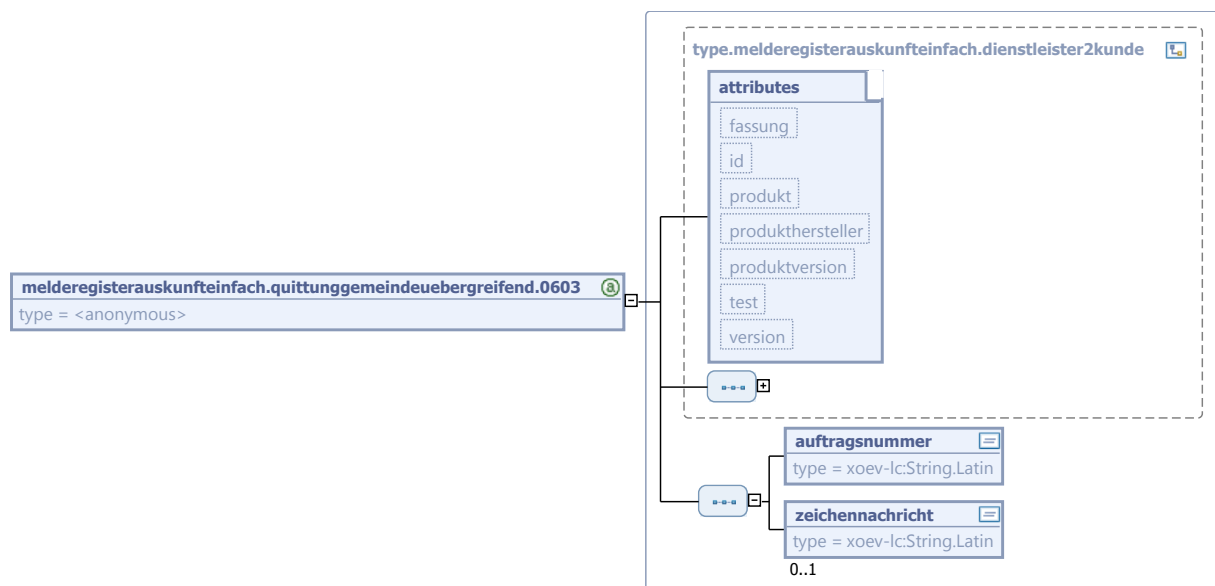 type.melderegisterauskunfteinfach.dienstleister2kunde
attributes
fassung
id
produkt
produkthersteller
produktversion
test
version
melderegisterauskunfteinfach.quittunggemeindeuebergreifend.0603 a
type = <anonymous>
auftragsnummer
type = xoev-lc:String.Latin
zeichennachricht
type = xoev-lc:String.Latin
0..1